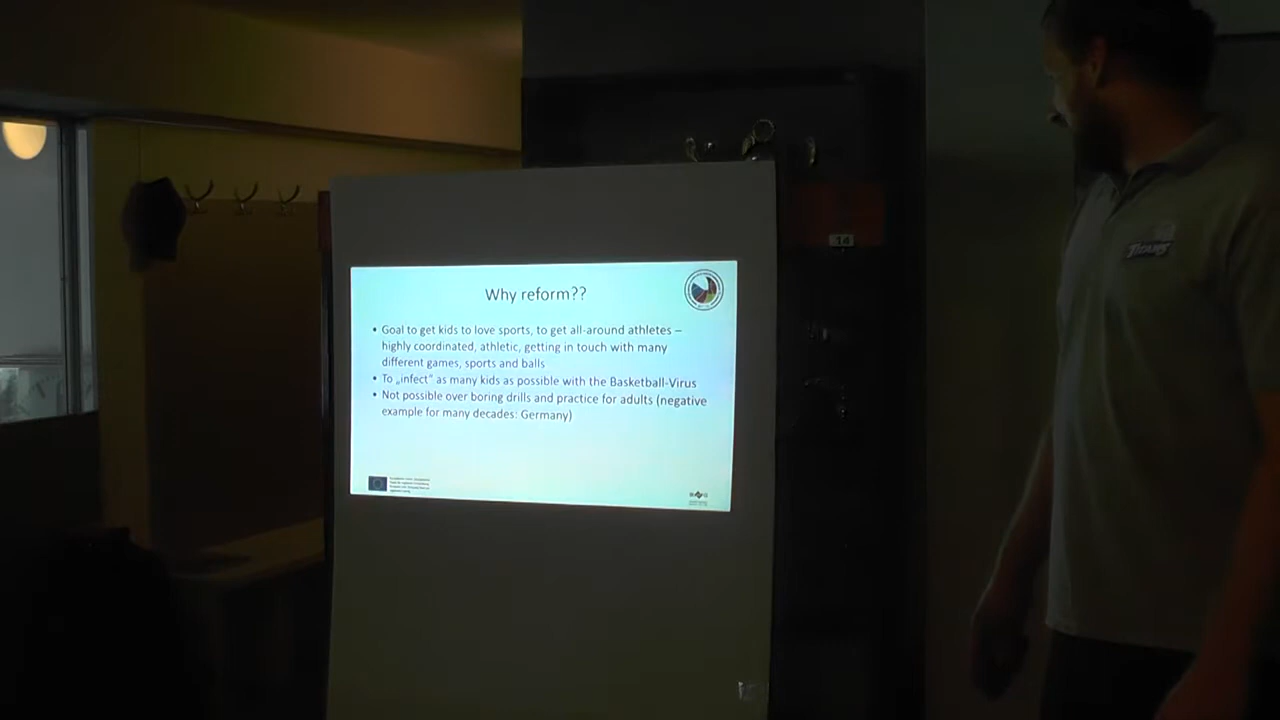 14
TITANS
Why reform??
• Goal to get kids to love sports, to get all-around athletes –
highly coordinated, athletic, getting in touch with many
different games, sports and balls
• To „infect" as many kids as possible with the Basketball-Virus
• Not possible over boring drills and practice for adults (negative
example for many decades: Germany)